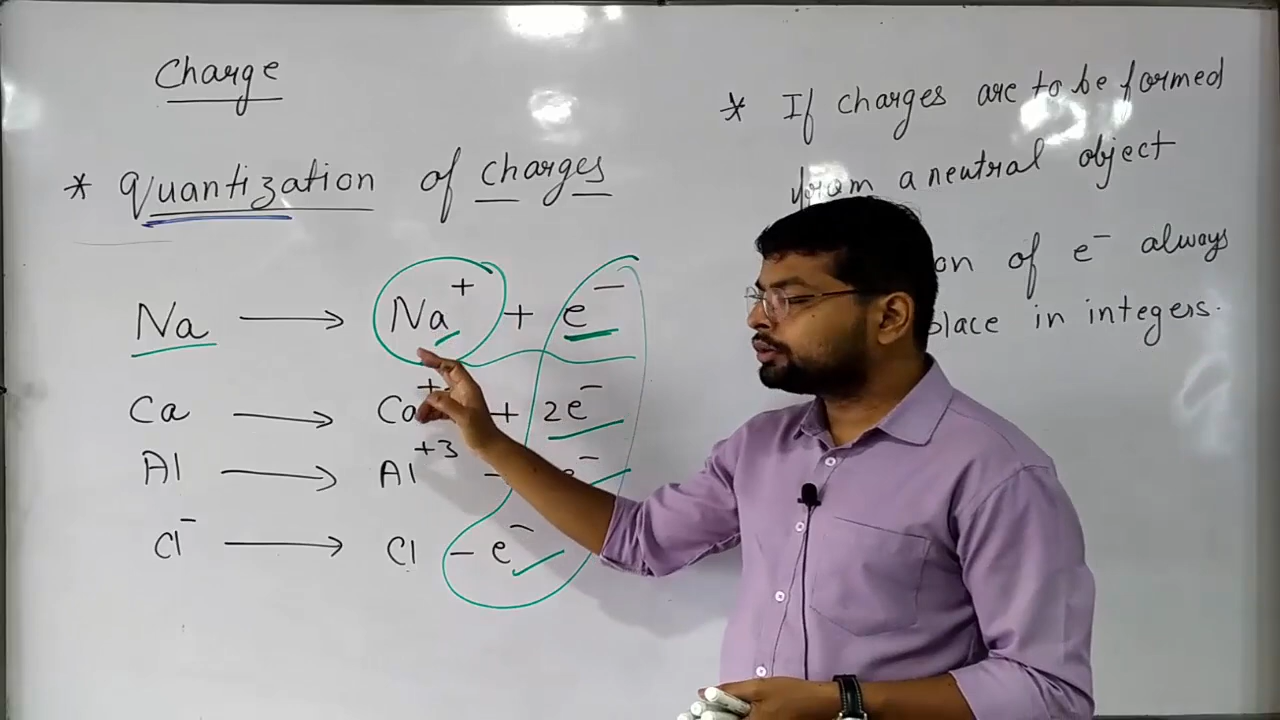 Charge
* Quantization of charges
Na → Na⁺ + e⁻
Ca → Ca⁺ + 2e⁻
Al → Al⁺³ e⁻
Cl⁻ → Cl – e⁻
* If charges are to be formed
from a neutral object
of e⁻ always
place in integers.